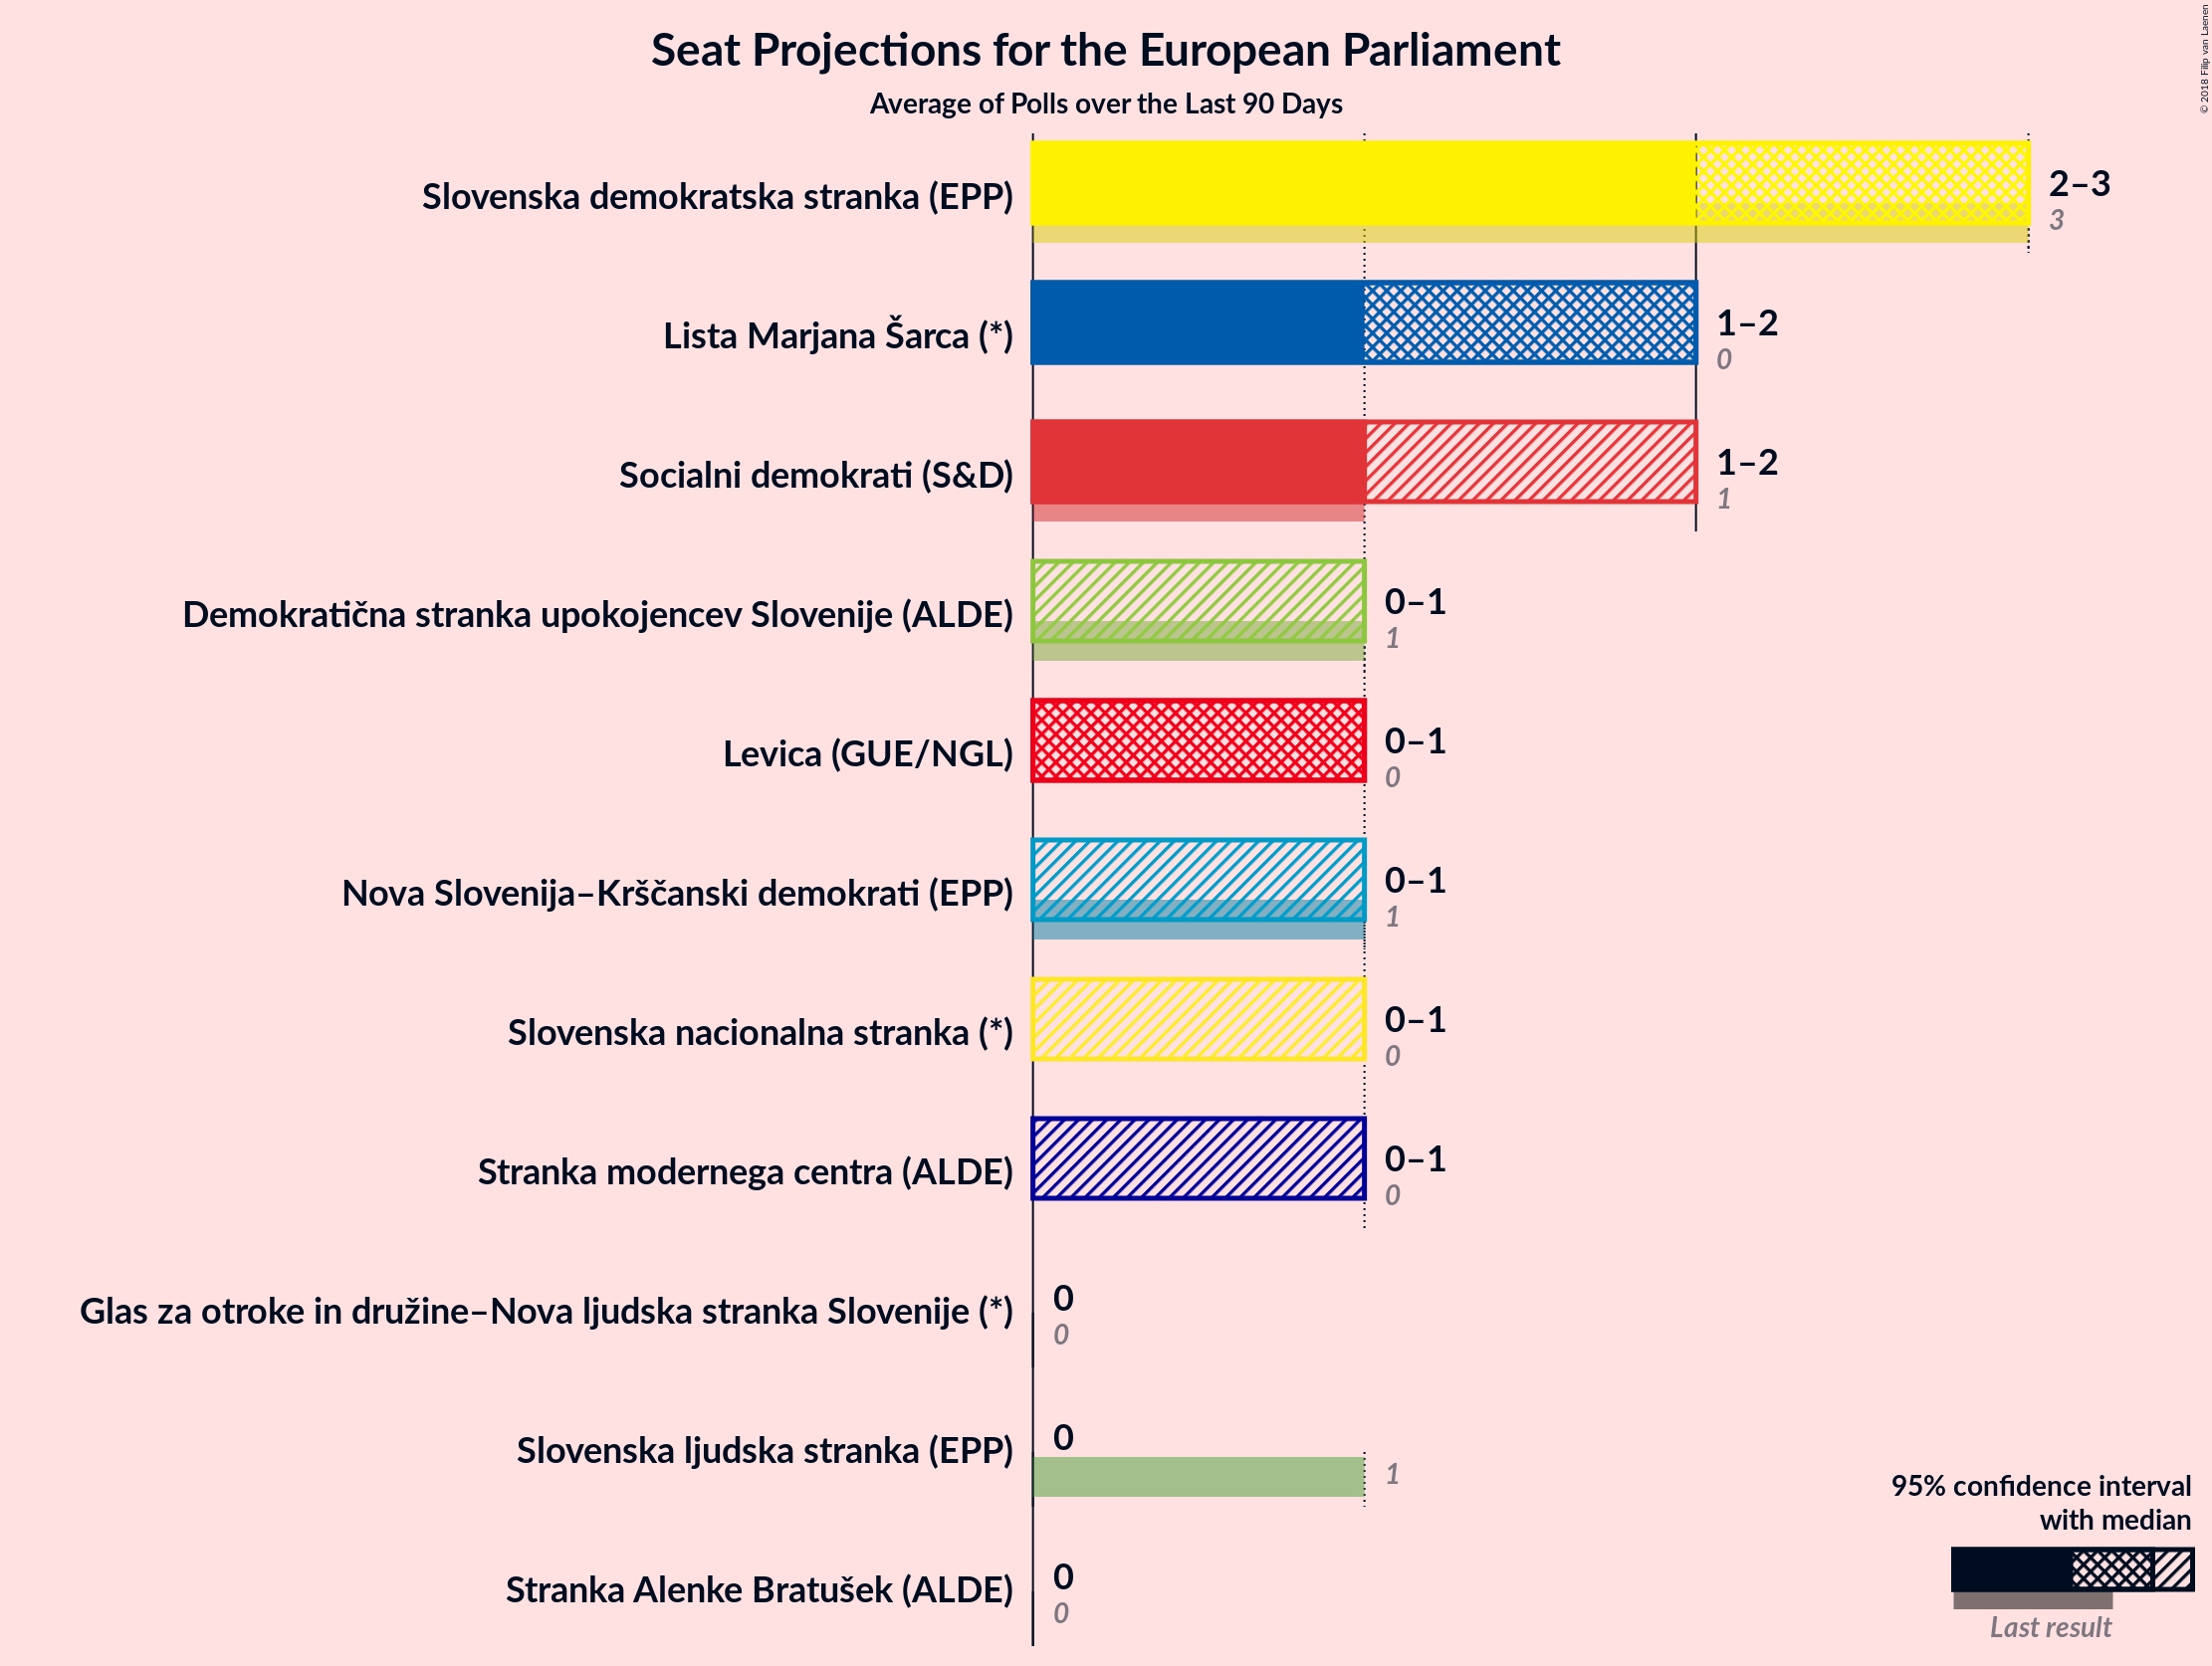 Seat Projections for the European Parliament
Average of Polls over the Last 90 Days
© 2018 Filip van Laenen
Slovenska demokratska stranka (EPP)
2–3
3
Lista Marjana Šarca (*)
1–2
0
Socialni demokrati (S&D)
1–2
1
Demokratična stranka upokojencev Slovenije (ALDE)
0–1
1
Levica (GUE/NGL)
0–1
0
Nova Slovenija–Krščanski demokrati (EPP)
0–1
1
Slovenska nacionalna stranka (*)
0–1
0
Stranka modernega centra (ALDE)
0–1
0
Glas za otroke in družine–Nova ljudska stranka Slovenije (*)
0
0
Slovenska ljudska stranka (EPP)
0
1
Stranka Alenke Bratušek (ALDE)
0
0
95% confidence interval
with median
Last result